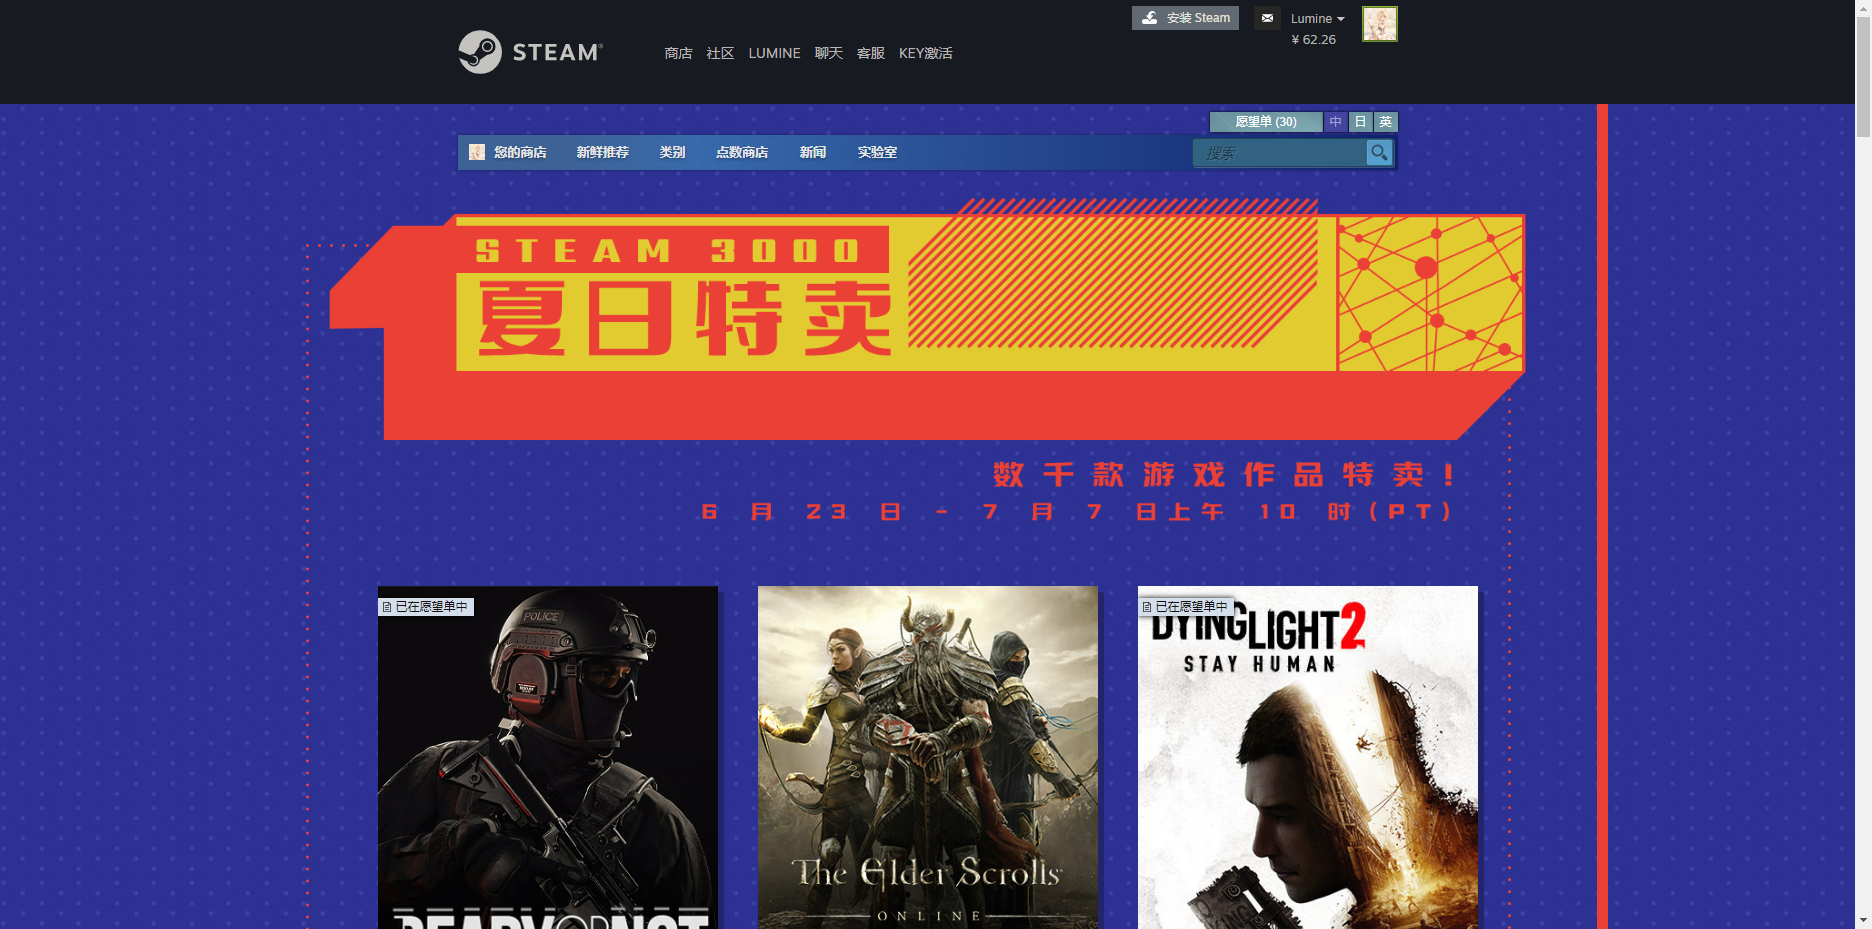 安装 Steam
Lumine
¥ 62.26
STEAM®
商店 社区 LUMINE 聊天 客服 KEY激活
愿望单 (30) 中 日 英
您的商店 新鲜推荐 类别 点数商店 新闻 实验室 搜索
STEAM 3000
夏日特卖
数千款游戏作品特卖!
6 月 23 日 - 7 月 7 日上午 10 时(PT)
已在愿望单中
POLICE
READY OR NOT
The Elder Scrolls
ONLINE
已在愿望单中
DYING LIGHT 2
STAY HUMAN